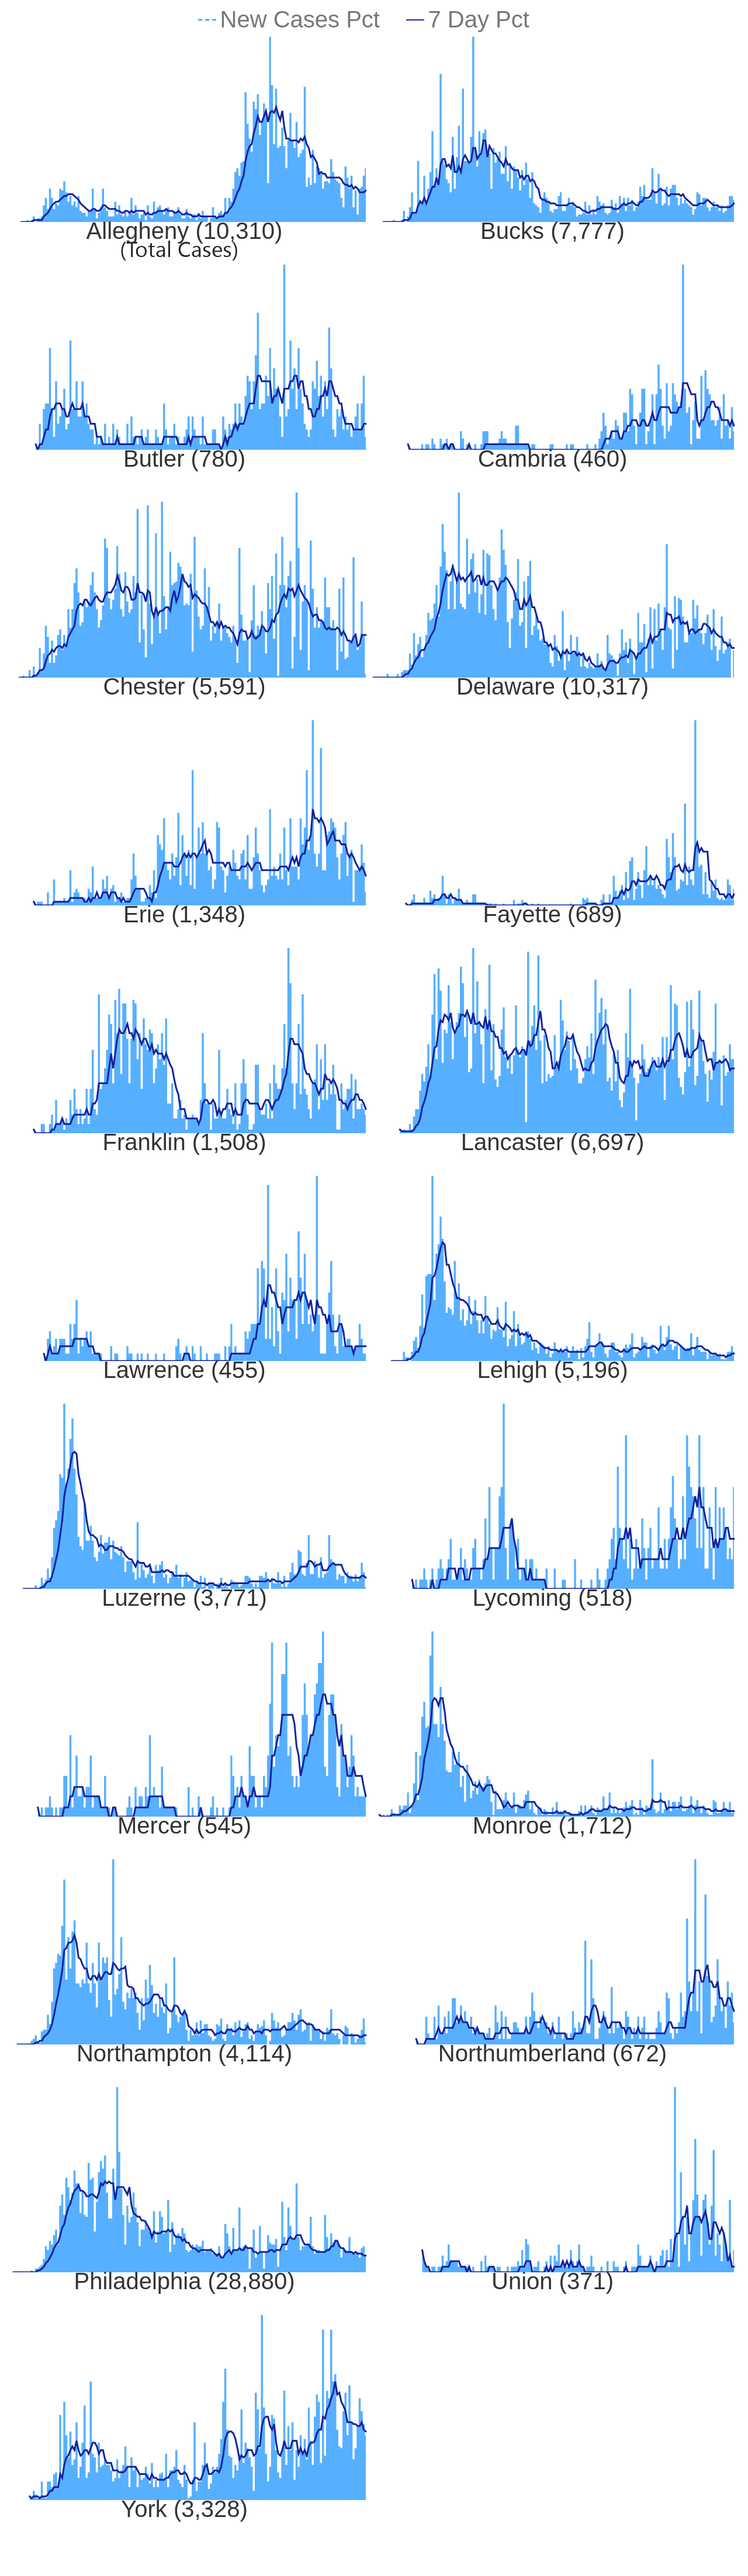 New Cases Pct 7 Day Pct
Allegheny (10,310) Bucks (7,777)
(Total Cases)
Butler (780) Cambria (460)
Chester (5,591) Delaware (10,317)
Erie (1,348) Fayette (689)
Franklin (1,508) Lancaster (6,697)
Lawrence (455) Lehigh (5,196)
Luzerne (3,771) Lycoming (518)
Mercer (545) Monroe (1,712)
Northampton (4,114) Northumberland (672)
Philadelphia (28,880) Union (371)
York (3,328)